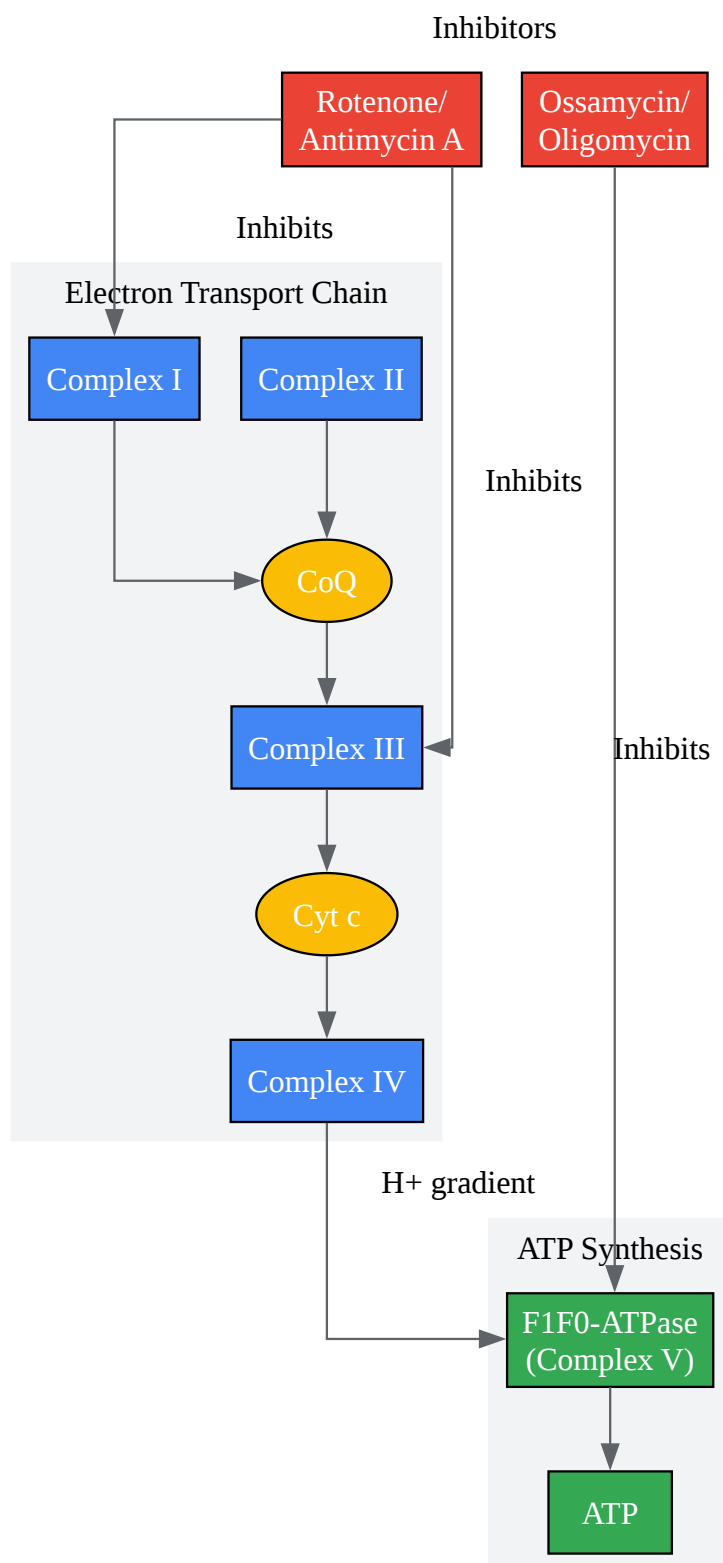 Inhibitors
Rotenone/
Antimycin A
Ossamycin/
Oligomycin
Inhibits
Electron Transport Chain
Complex I
Complex II
Inhibits
CoQ
Complex III
Inhibits
Cyt c
Complex IV
H+ gradient
ATP Synthesis
F1F0-ATPase
(Complex V)
ATP